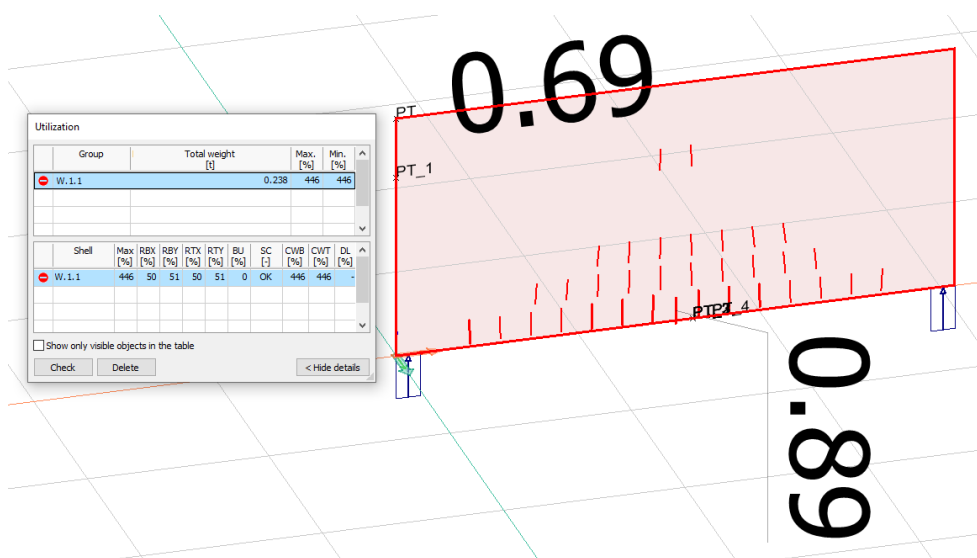 0.69
PT
PT_1
PT_4
0.89
Utilization
Group Total weight [t] Max. [%] Min. [%]
W.1.1 0.238 446 446
Shell Max [%] RBX [%] RBY [%] RTX [%] RTY [%] BU [%] SC [-] CWB [%] CWT [%] DL [%]
W.1.1 446 50 51 50 51 0 OK 446 446 -
Show only visible objects in the table
Check Delete < Hide details